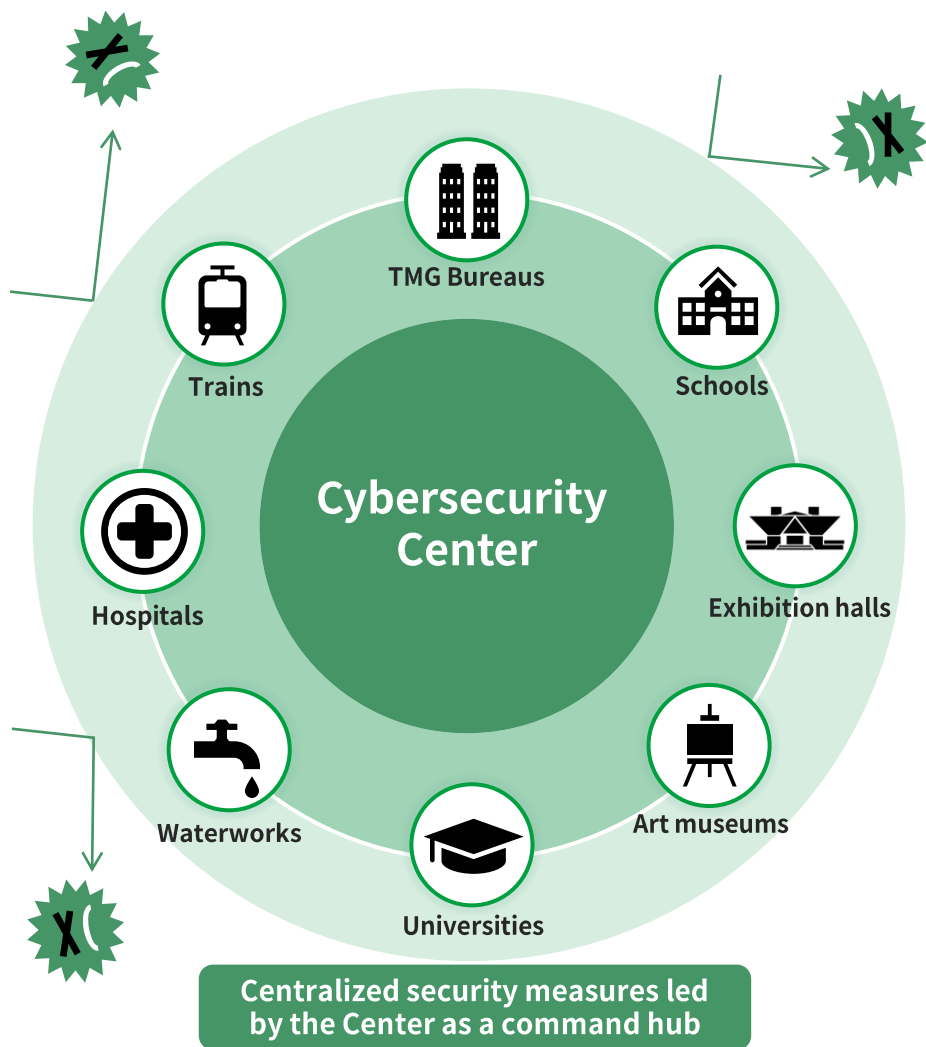 TMG Bureaus
Trains
Schools
Cybersecurity
Center
Hospitals
Exhibition halls
Waterworks
Art museums
Universities
Centralized security measures led
by the Center as a command hub